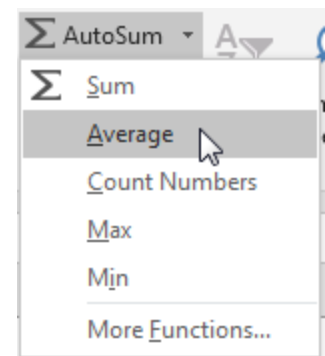 AutoSum
Sum
Average
Count Numbers
Max
Min
More Functions...